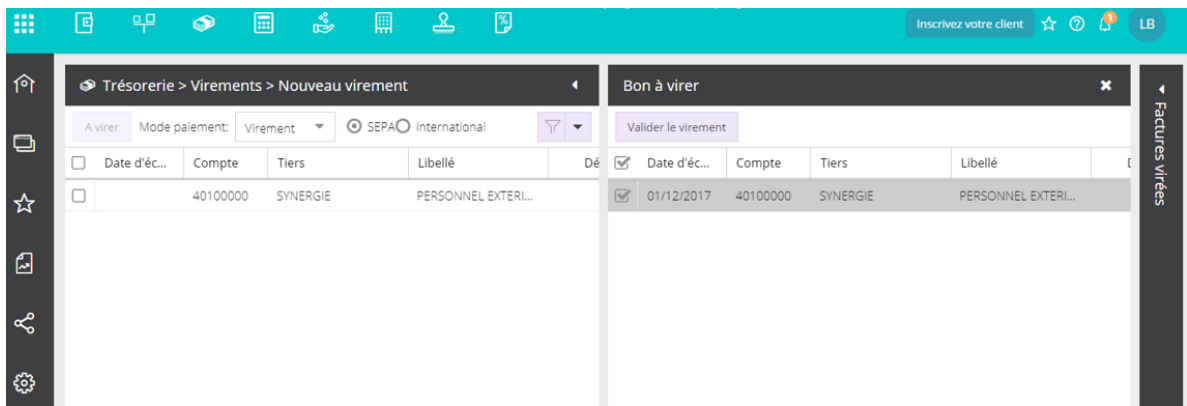 Inscrivez votre client
1
LB
Trésorerie > Virements > Nouveau virement
A virer
Mode paiement:
Virement
SEPA
International
Date d'éc...
Compte
Tiers
Libellé
Dé
40100000
SYNERGIE
PERSONNEL EXTERI...
Bon à virer
Valider le virement
Date d'éc...
Compte
Tiers
Libellé
01/12/2017
40100000
SYNERGIE
PERSONNEL EXTERI...
Factures virées